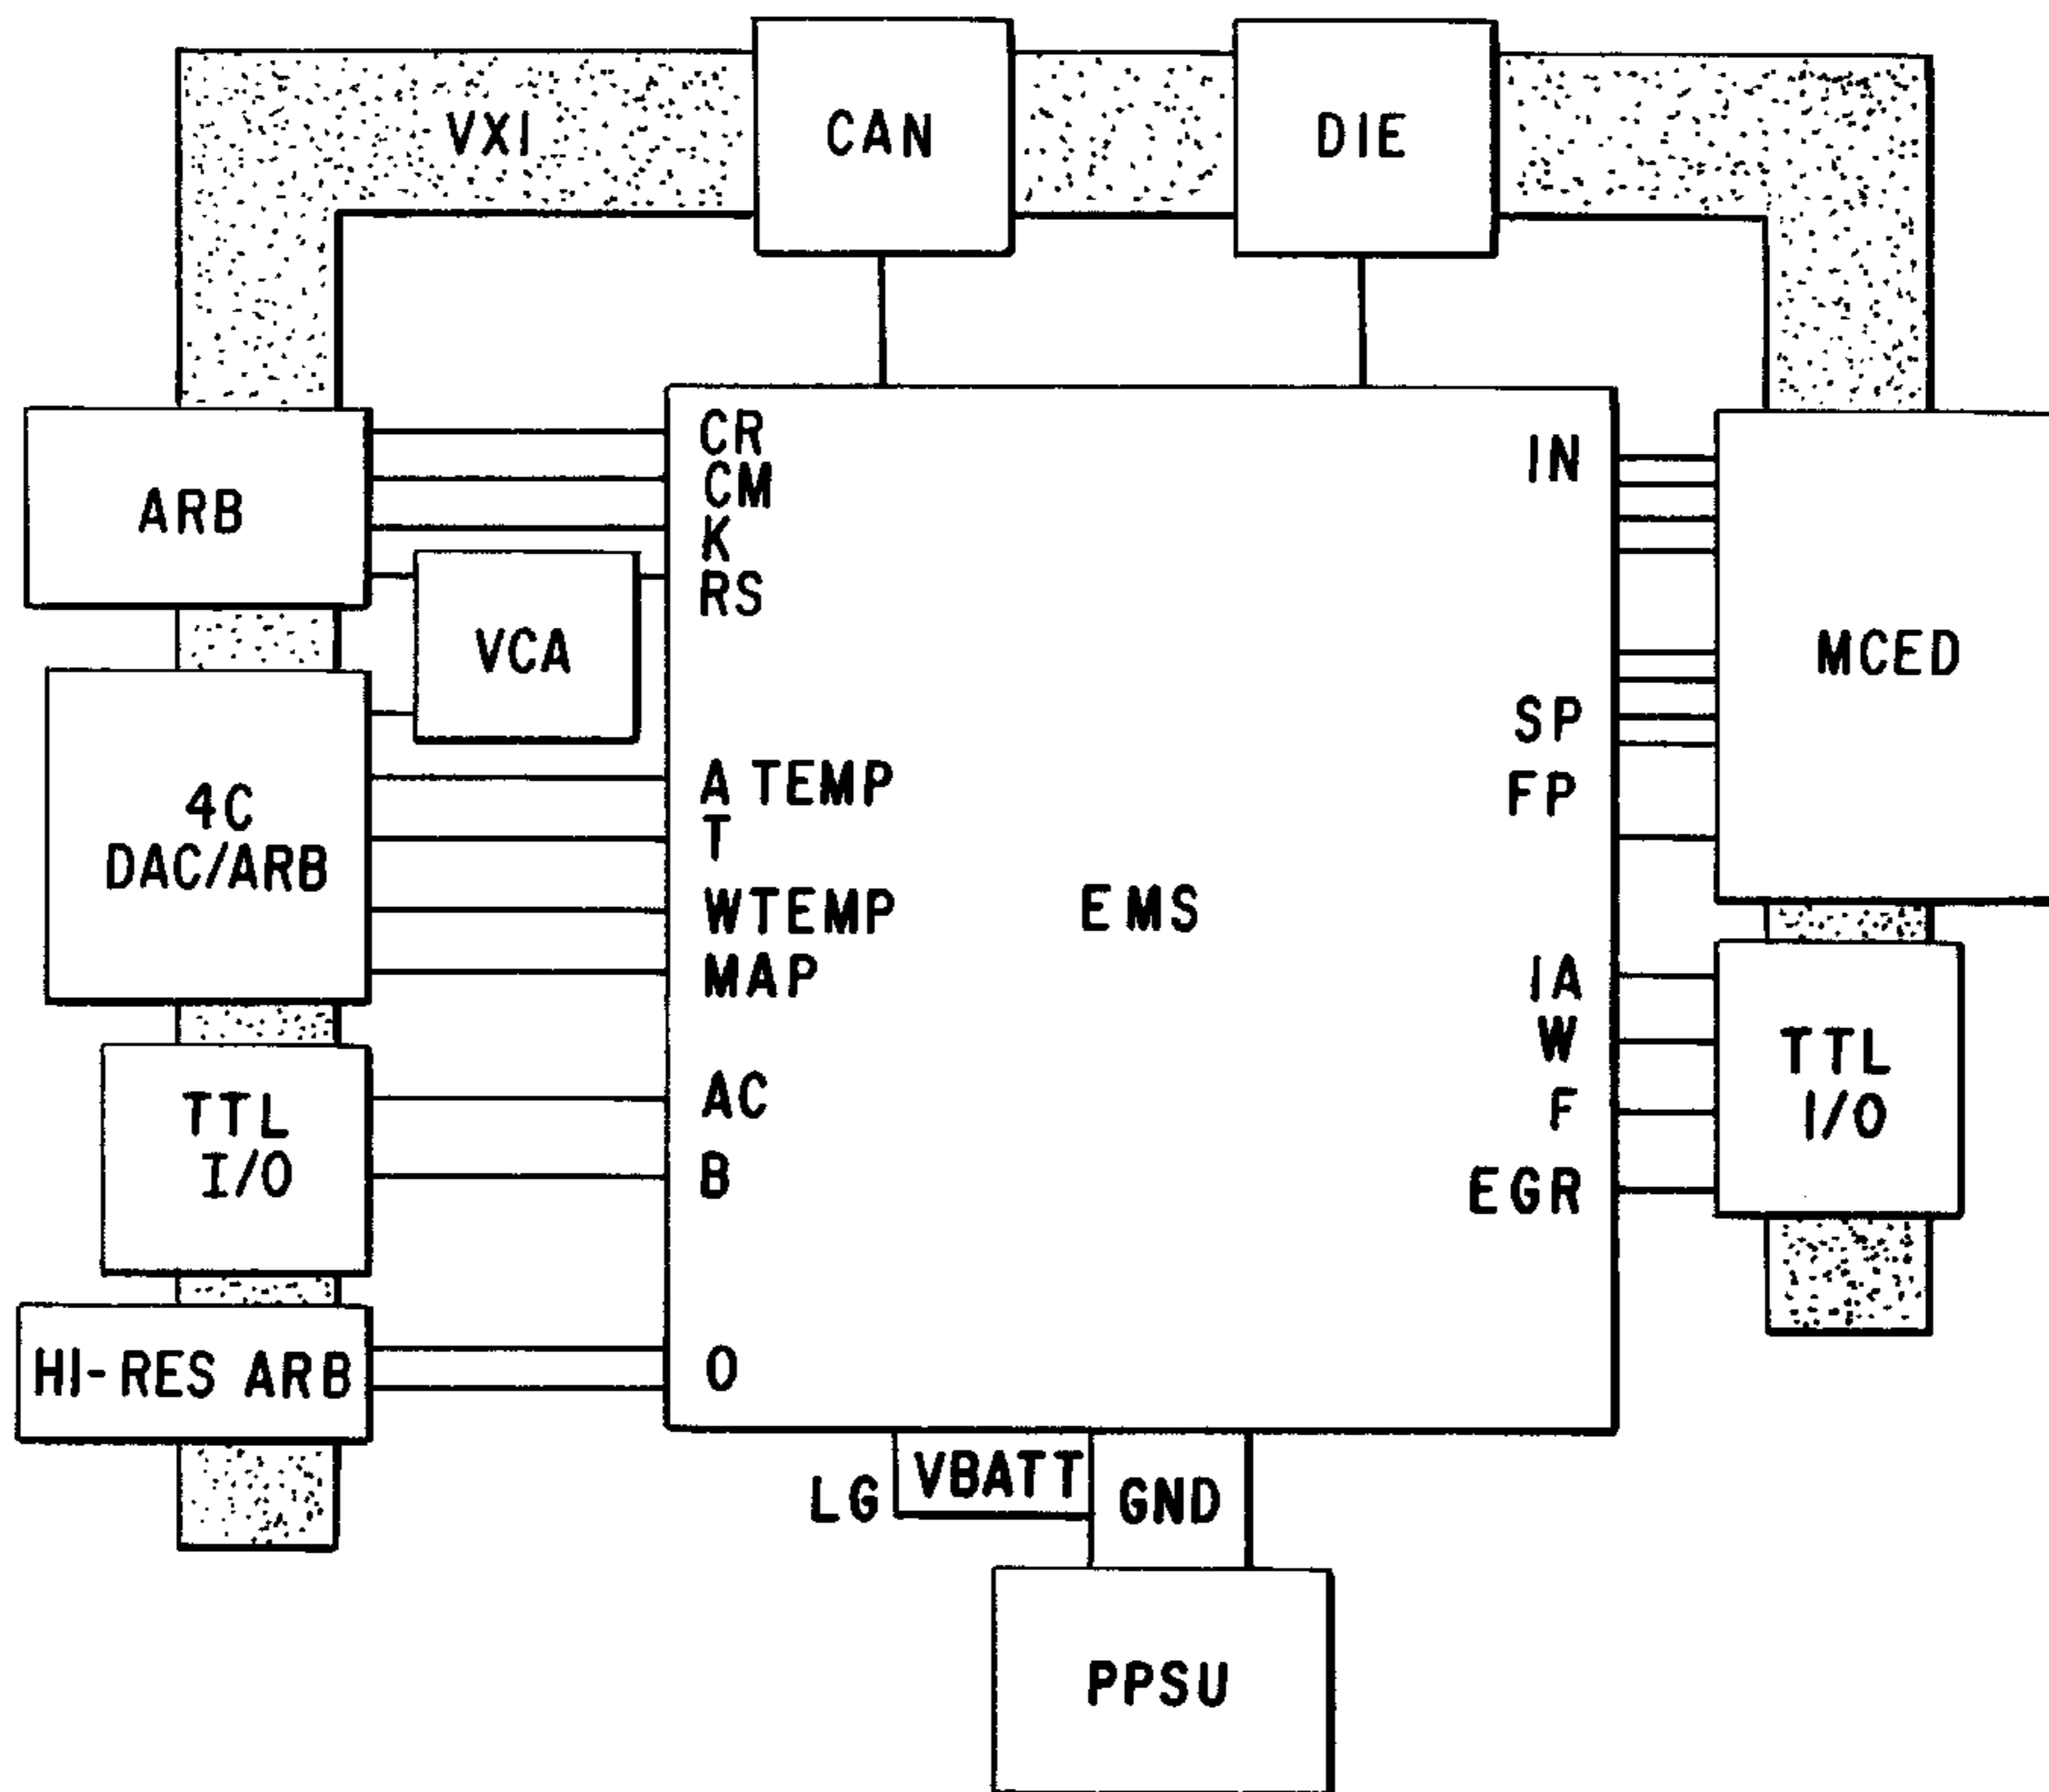 VXI
CAN
DIE
ARB
CR
CM
K
RS
VCA
4C
DAC/ARB
A TEMP
T
WTEMP
MAP
TTL
I/O
AC
B
HI-RES ARB
O
EMS
IN
SP
FP
IA
W
F
EGR
MCED
TTL
I/O
LG
VBATT
GND
PPSU